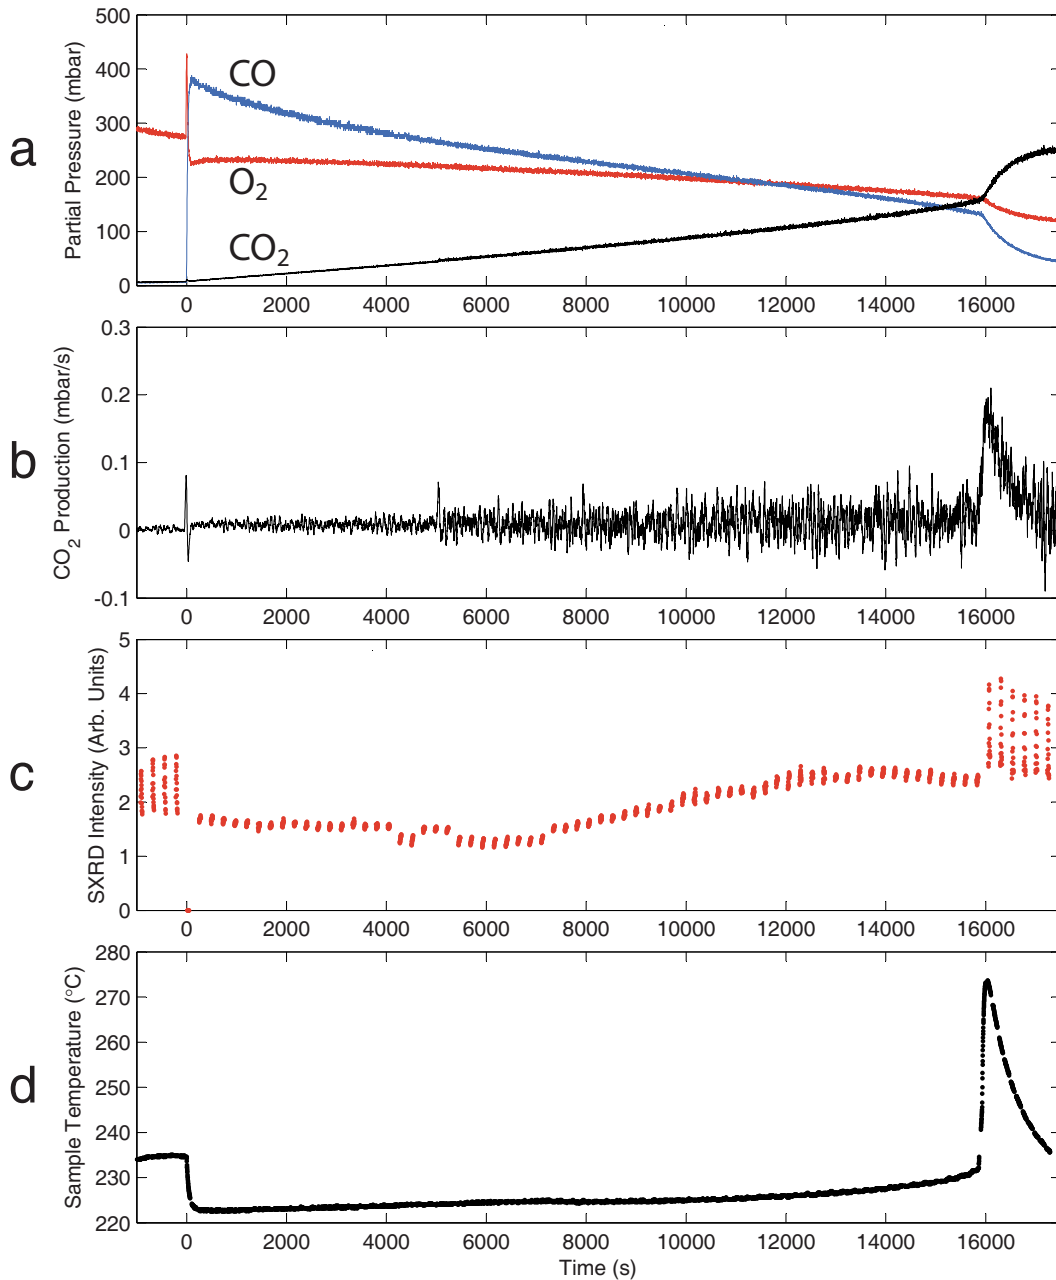 a
Partial Pressure (mbar)
500
400
300
200
100
0
CO
O2
CO2
0 2000 4000 6000 8000 10000 12000 14000 16000
b
CO2 Production (mbar/s)
0.3
0.2
0.1
0
-0.1
0 2000 4000 6000 8000 10000 12000 14000 16000
c
SXRD Intensity (Arb. Units)
5
4
3
2
1
0
0 2000 4000 6000 8000 10000 12000 14000 16000
d
Sample Temperature (°C)
280
270
260
250
240
230
220
0 2000 4000 6000 8000 10000 12000 14000 16000
Time (s)